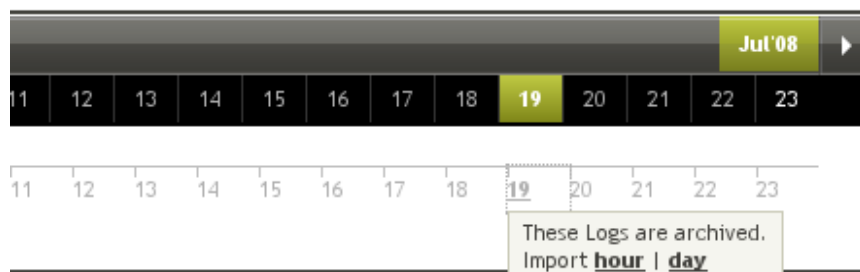 Jul'08
11 12 13 14 15 16 17 18 19 20 21 22 23
11 12 13 14 15 16 17 18 19 20 21 22 23
These Logs are archived.
Import hour | day